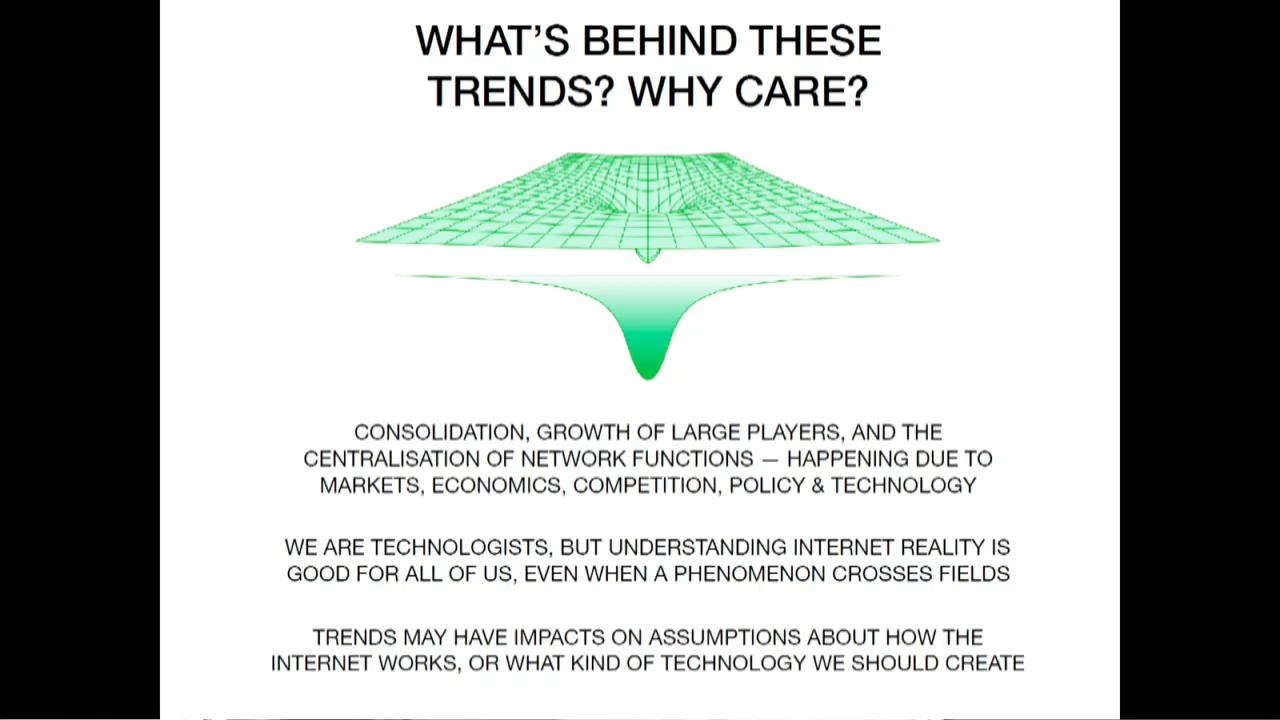 WHAT'S BEHIND THESE
TRENDS? WHY CARE?
CONSOLIDATION, GROWTH OF LARGE PLAYERS, AND THE
CENTRALISATION OF NETWORK FUNCTIONS — HAPPENING DUE TO
MARKETS, ECONOMICS, COMPETITION, POLICY & TECHNOLOGY
WE ARE TECHNOLOGISTS, BUT UNDERSTANDING INTERNET REALITY IS
GOOD FOR ALL OF US, EVEN WHEN A PHENOMENON CROSSES FIELDS
TRENDS MAY HAVE IMPACTS ON ASSUMPTIONS ABOUT HOW THE
INTERNET WORKS, OR WHAT KIND OF TECHNOLOGY WE SHOULD CREATE